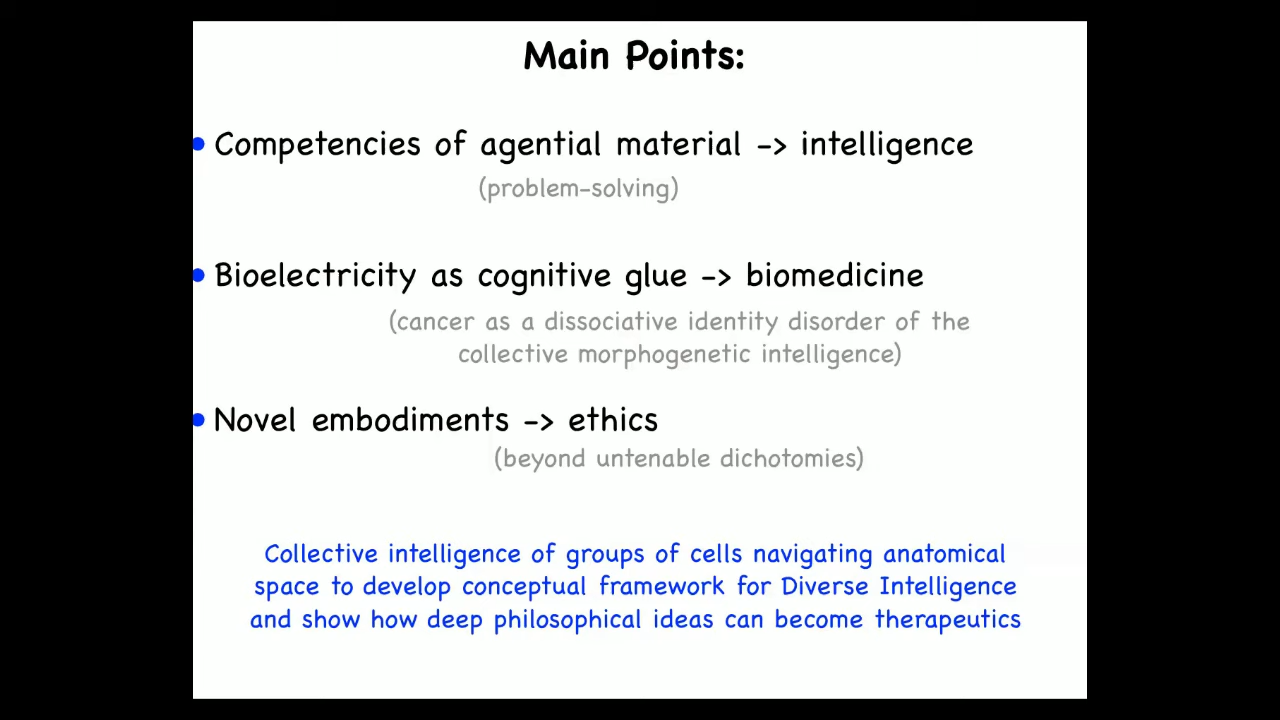 Main Points:
• Competencies of agential material -> intelligence
(problem-solving)
• Bioelectricity as cognitive glue -> biomedicine
(cancer as a dissociative identity disorder of the
collective morphogenetic intelligence)
• Novel embodiments -> ethics
(beyond untenable dichotomies)
Collective intelligence of groups of cells navigating anatomical
space to develop conceptual framework for Diverse Intelligence
and show how deep philosophical ideas can become therapeutics